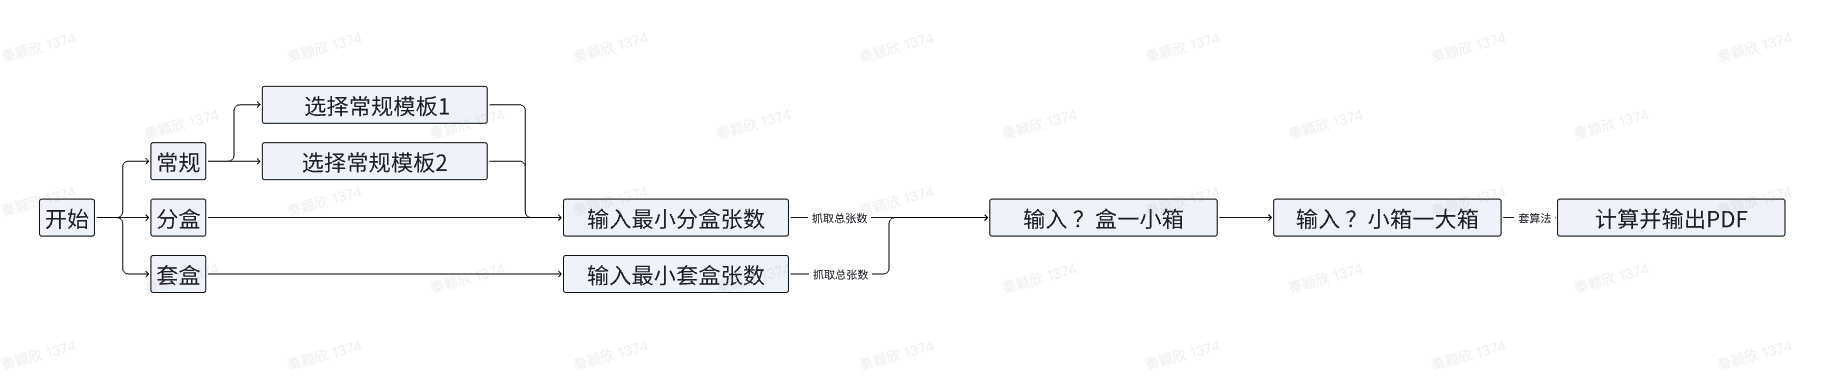 选择常规模板1
常规
选择常规模板2
开始
分盒
输入最小分盒张数
抓取总张数
输入？盒一小箱
输入？小箱一大箱
套算法
计算并输出PDF
套盒
输入最小套盒张数
抓取总张数
秦颖欣 1374